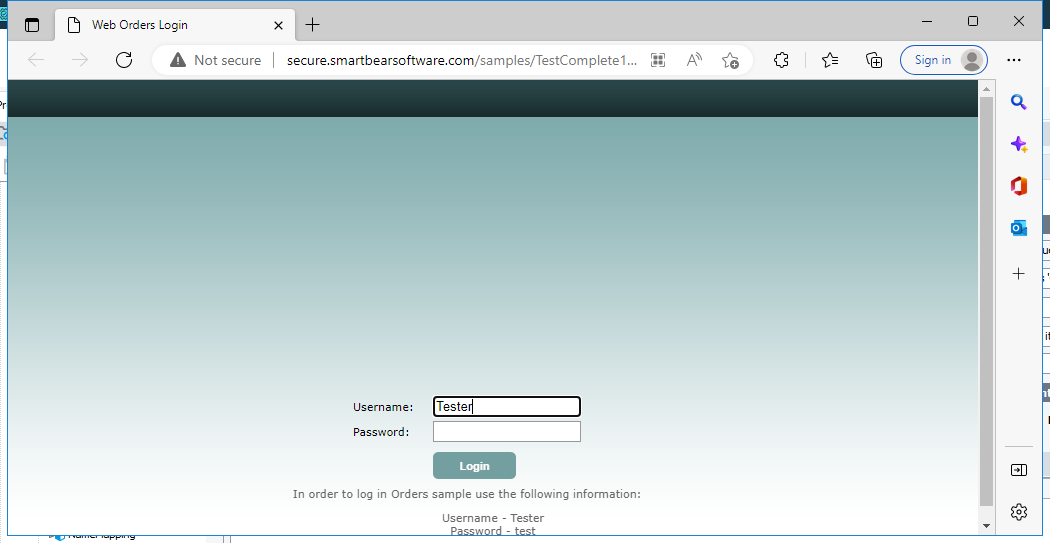 Web Orders Login
Not secure
secure.smartbearsoftware.com/samples/TestComplete1...
Sign in
Username:
Tester
Password:
Login
In order to log in Orders sample use the following information:
Username - Tester
Password - test
NameMapping